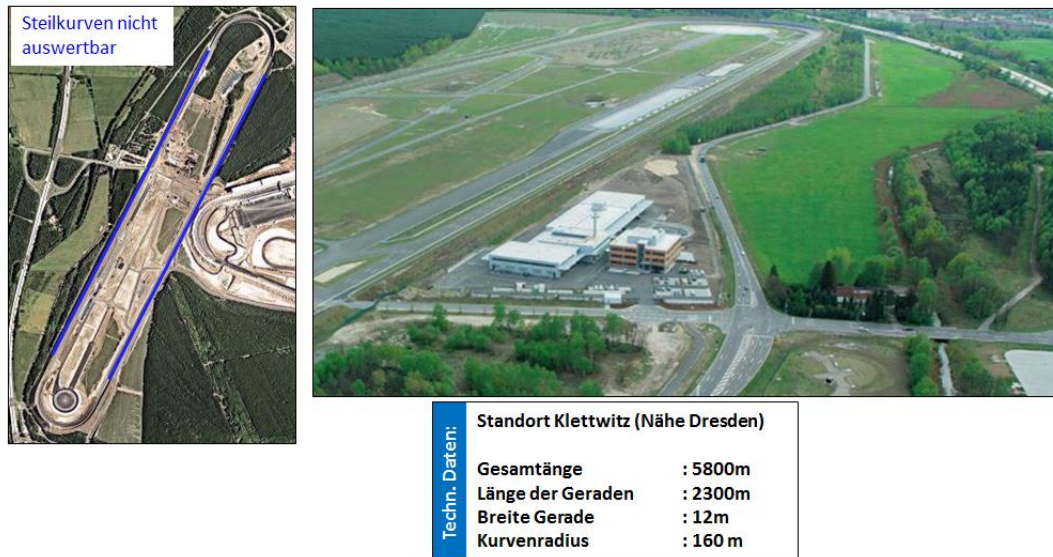 Steilkurven nicht
auswertbar
Techn. Daten:
Standort Klettwitz (Nähe Dresden)
Gesamtänge : 5800m
Länge der Geraden : 2300m
Breite Gerade : 12m
Kurvenradius : 160 m